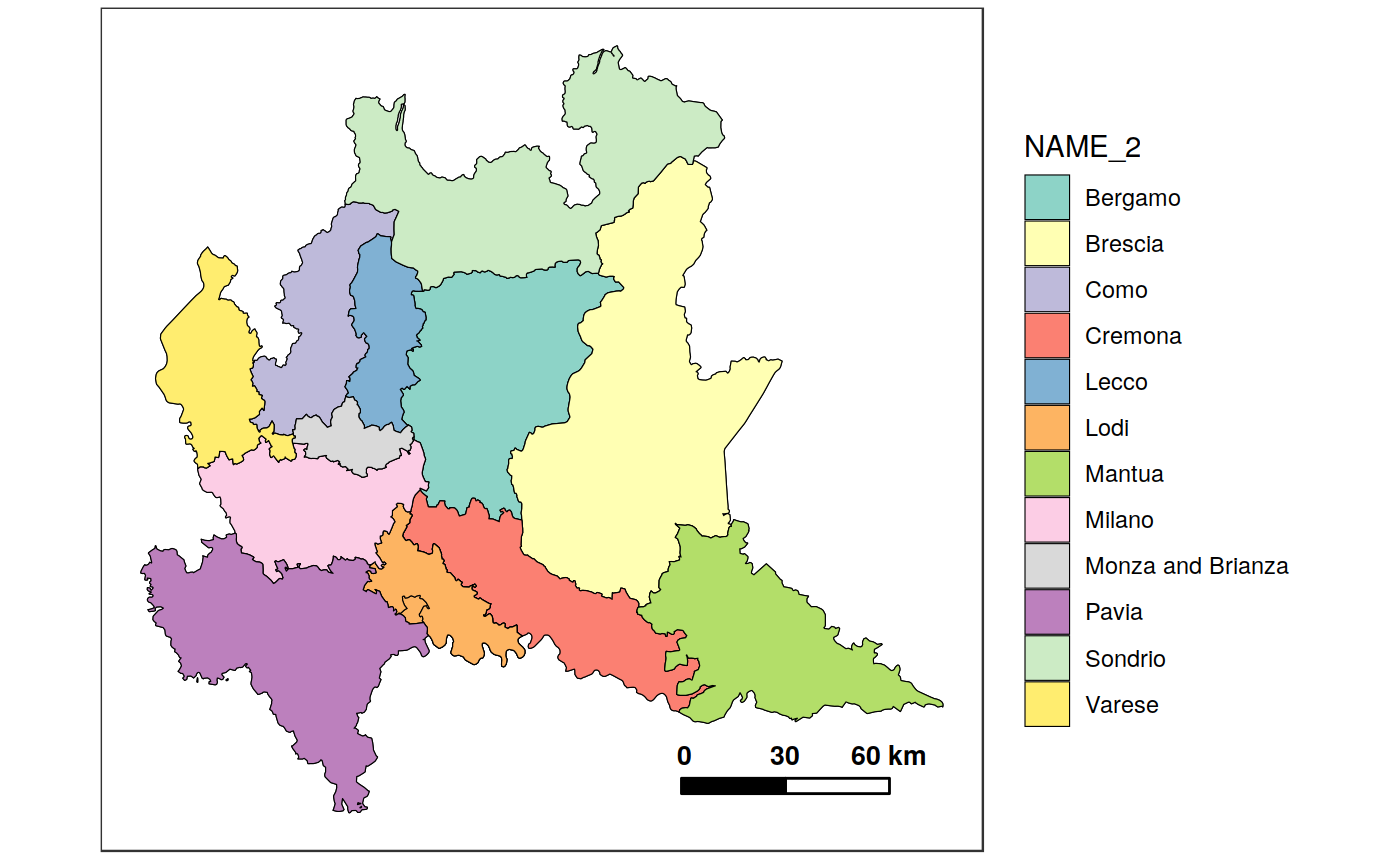 NAME_2
Bergamo
Brescia
Como
Cremona
Lecco
Lodi
Mantua
Milano
Monza and Brianza
Pavia
Sondrio
Varese
0 30 60 km